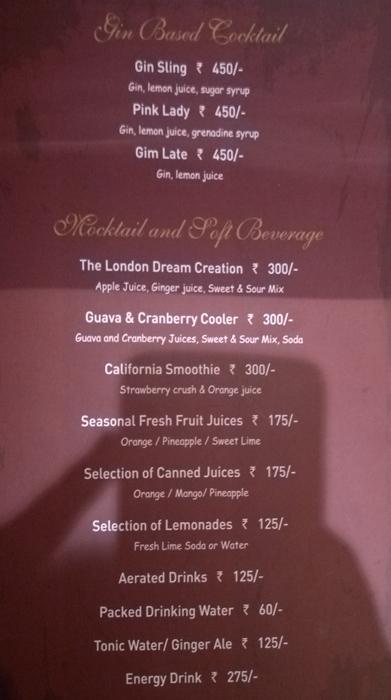 Gin Based Cocktail
Gin Sling ₹ 450/-
Gin, lemon juice, sugar syrup
Pink Lady ₹ 450/-
Gin, lemon juice, grenadine syrup
Gim Late ₹ 450/-
Gin, lemon juice
Mocktail and Soft Beverage
The London Dream Creation ₹ 300/-
Apple Juice, Ginger juice, Sweet & Sour Mix
Guava & Cranberry Cooler ₹ 300/-
Guava and Cranberry Juices, Sweet & Sour Mix, Soda
California Smoothie ₹ 300/-
Strawberry crush & Orange juice
Seasonal Fresh Fruit Juices ₹ 175/-
Orange / Pineapple / Sweet Lime
Selection of Canned Juices ₹ 175/-
Orange / Mango/ Pineapple
Selection of Lemonades ₹ 125/-
Fresh Lime Soda or Water
Aerated Drinks ₹ 125/-
Packed Drinking Water ₹ 60/-
Tonic Water/ Ginger Ale ₹ 125/-
Energy Drink ₹ 275/-